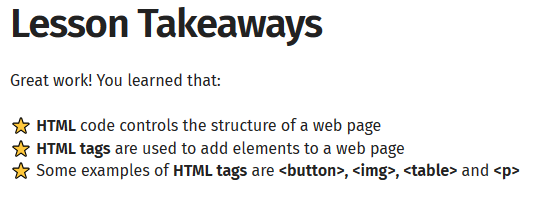 Lesson Takeaways
Great work! You learned that:
⭐ HTML code controls the structure of a web page
⭐ HTML tags are used to add elements to a web page
⭐ Some examples of HTML tags are <button>, <img>, <table> and <p>